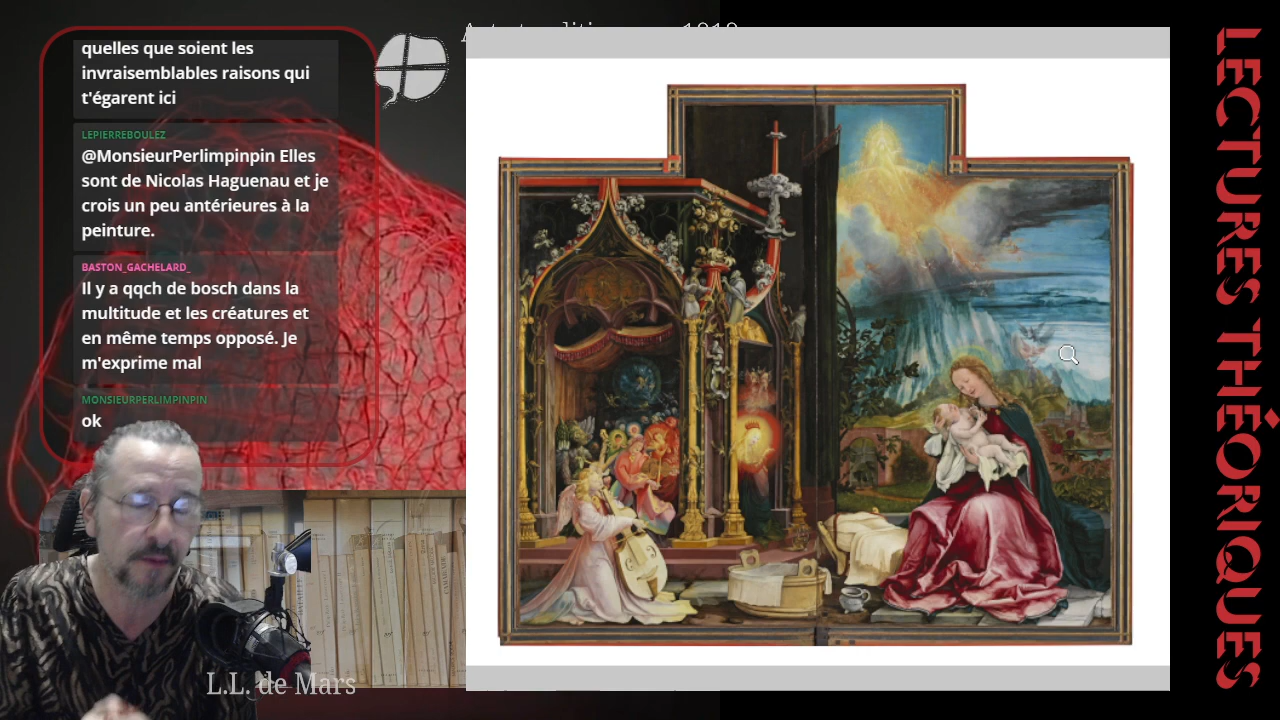 quelles que soient les
invraisemblables raisons qui
t'égarent ici
LEPIERREBOULEZ
@MonsieurPerlimpinpin Elles
sont de Nicolas Haguenau et je
crois un peu antérieures à la
peinture.
BASTON_GACHELARD_
Il y a qqch de bosch dans la
multitude et les créatures et
en même temps opposé. Je
m'exprime mal
MONSIEURPERLIMPINPIN
ok
L.L. de Mars
LECTURES THÉORIQUES